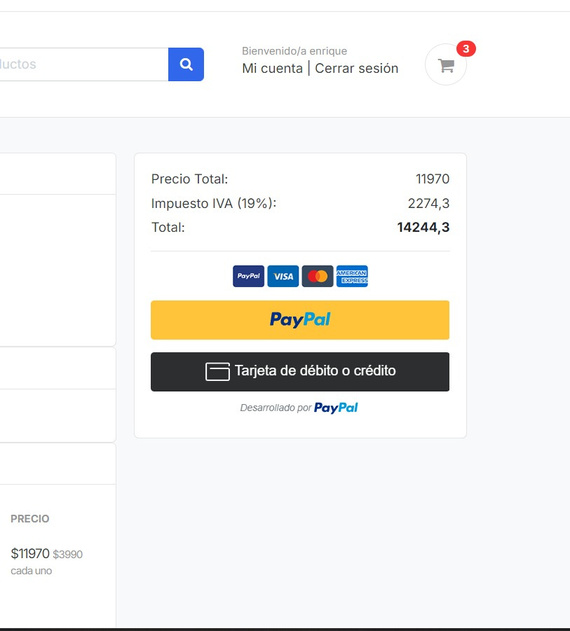 Bienvenido/a enrique
3
ductos
Mi cuenta | Cerrar sesión
Precio Total: 11970
Impuesto IVA (19%): 2274,3
Total: 14244,3
PayPal VISA AMERICAN EXPRESS
PayPal
Tarjeta de débito o crédito
Desarrollado por PayPal
PRECIO
$11970 $3990
cada uno